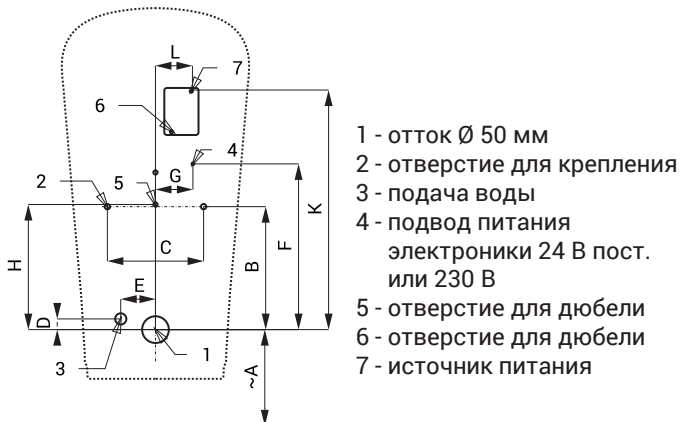 L
7
6
4
2
5
G
K
C
F
H
B
E
D
3
1
~A
1 - отток Ø 50 мм
2 - отверстие для крепления
3 - подача воды
4 - подвод питания
электроники 24 В пост.
или 230 В
5 - отверстие для дюбели
6 - отверстие для дюбели
7 - источник питания